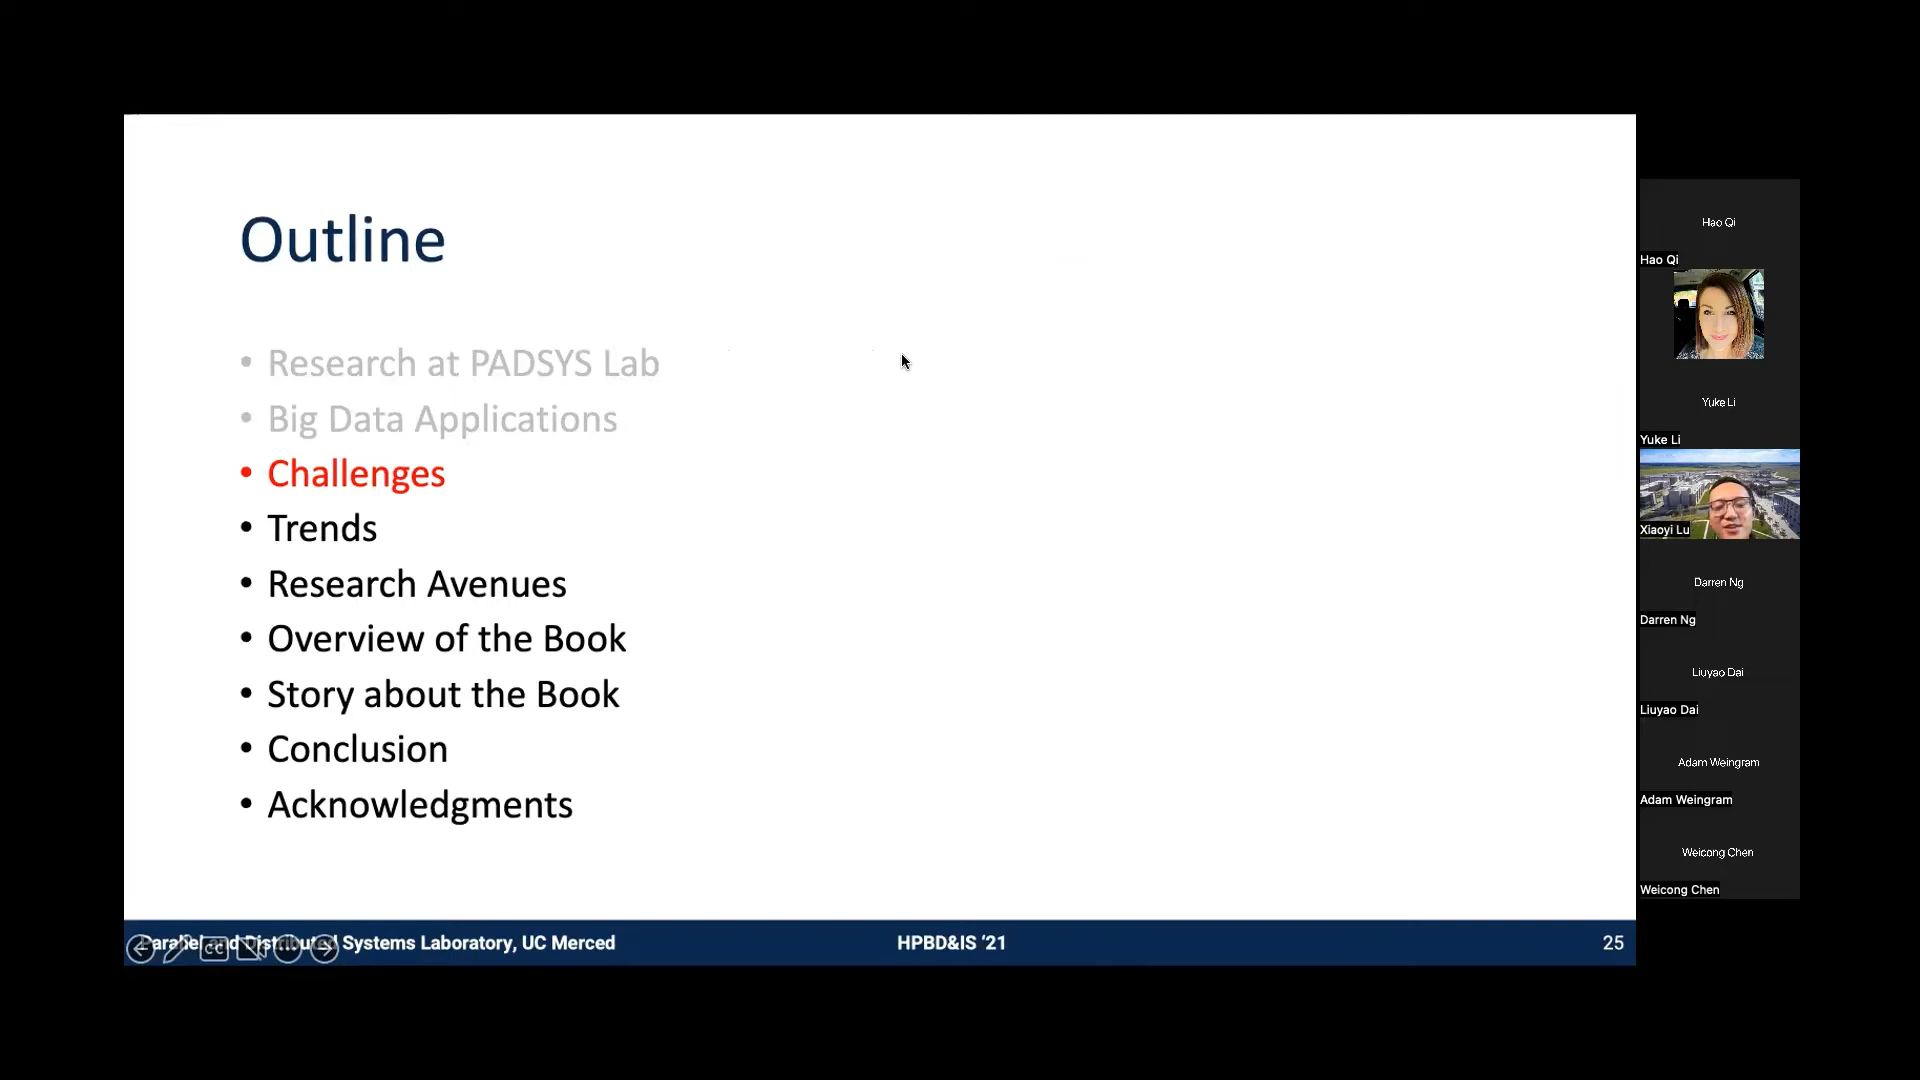 Outline
• Research at PADSYS Lab
• Big Data Applications
• Challenges
• Trends
• Research Avenues
• Overview of the Book
• Story about the Book
• Conclusion
• Acknowledgments
Parallel and Distributed Systems Laboratory, UC Merced
HPBD&IS ‘21
25
Hao Qi
Hao Qi
Yuke Li
Yuke Li
Xiaoyi Lu
Darren Ng
Darren Ng
Liuyao Dai
Liuyao Dai
Adam Weingram
Adam Weingram
Weicong Chen
Weicong Chen
CC